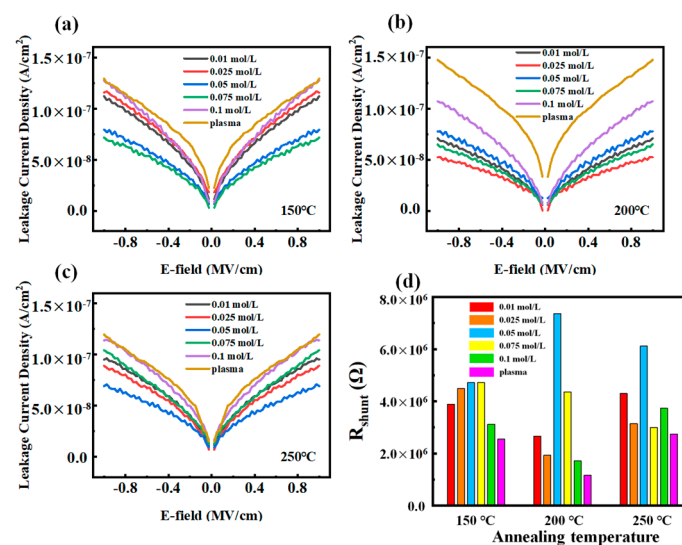 (a)
Leakage Current Density (A/cm²)
1.5×10⁻⁷
1.0×10⁻⁷
5.0×10⁻⁸
0.0
0.01 mol/L
0.025 mol/L
0.05 mol/L
0.075 mol/L
0.1 mol/L
plasma
150°C
-0.8 -0.4 0.0 0.4 0.8
E-field (MV/cm)
(b)
Leakage Current Density (A/cm²)
1.5×10⁻⁷
1.0×10⁻⁷
5.0×10⁻⁸
0.0
0.01 mol/L
0.025 mol/L
0.05 mol/L
0.075 mol/L
0.1 mol/L
plasma
200°C
-0.8 -0.4 0.0 0.4 0.8
E-field (MV/cm)
(c)
Leakage Current Density (A/cm²)
1.5×10⁻⁷
1.0×10⁻⁷
5.0×10⁻⁸
0.0
0.01 mol/L
0.025 mol/L
0.05 mol/L
0.075 mol/L
0.1 mol/L
plasma
250°C
-0.8 -0.4 0.0 0.4 0.8
E-field (MV/cm)
(d)
R_shunt (Ω)
8.0×10⁶
6.0×10⁶
4.0×10⁶
2.0×10⁶
0.0
0.01 mol/L
0.025 mol/L
0.05 mol/L
0.075 mol/L
0.1 mol/L
plasma
150 °C 200 °C 250 °C
Annealing temperature